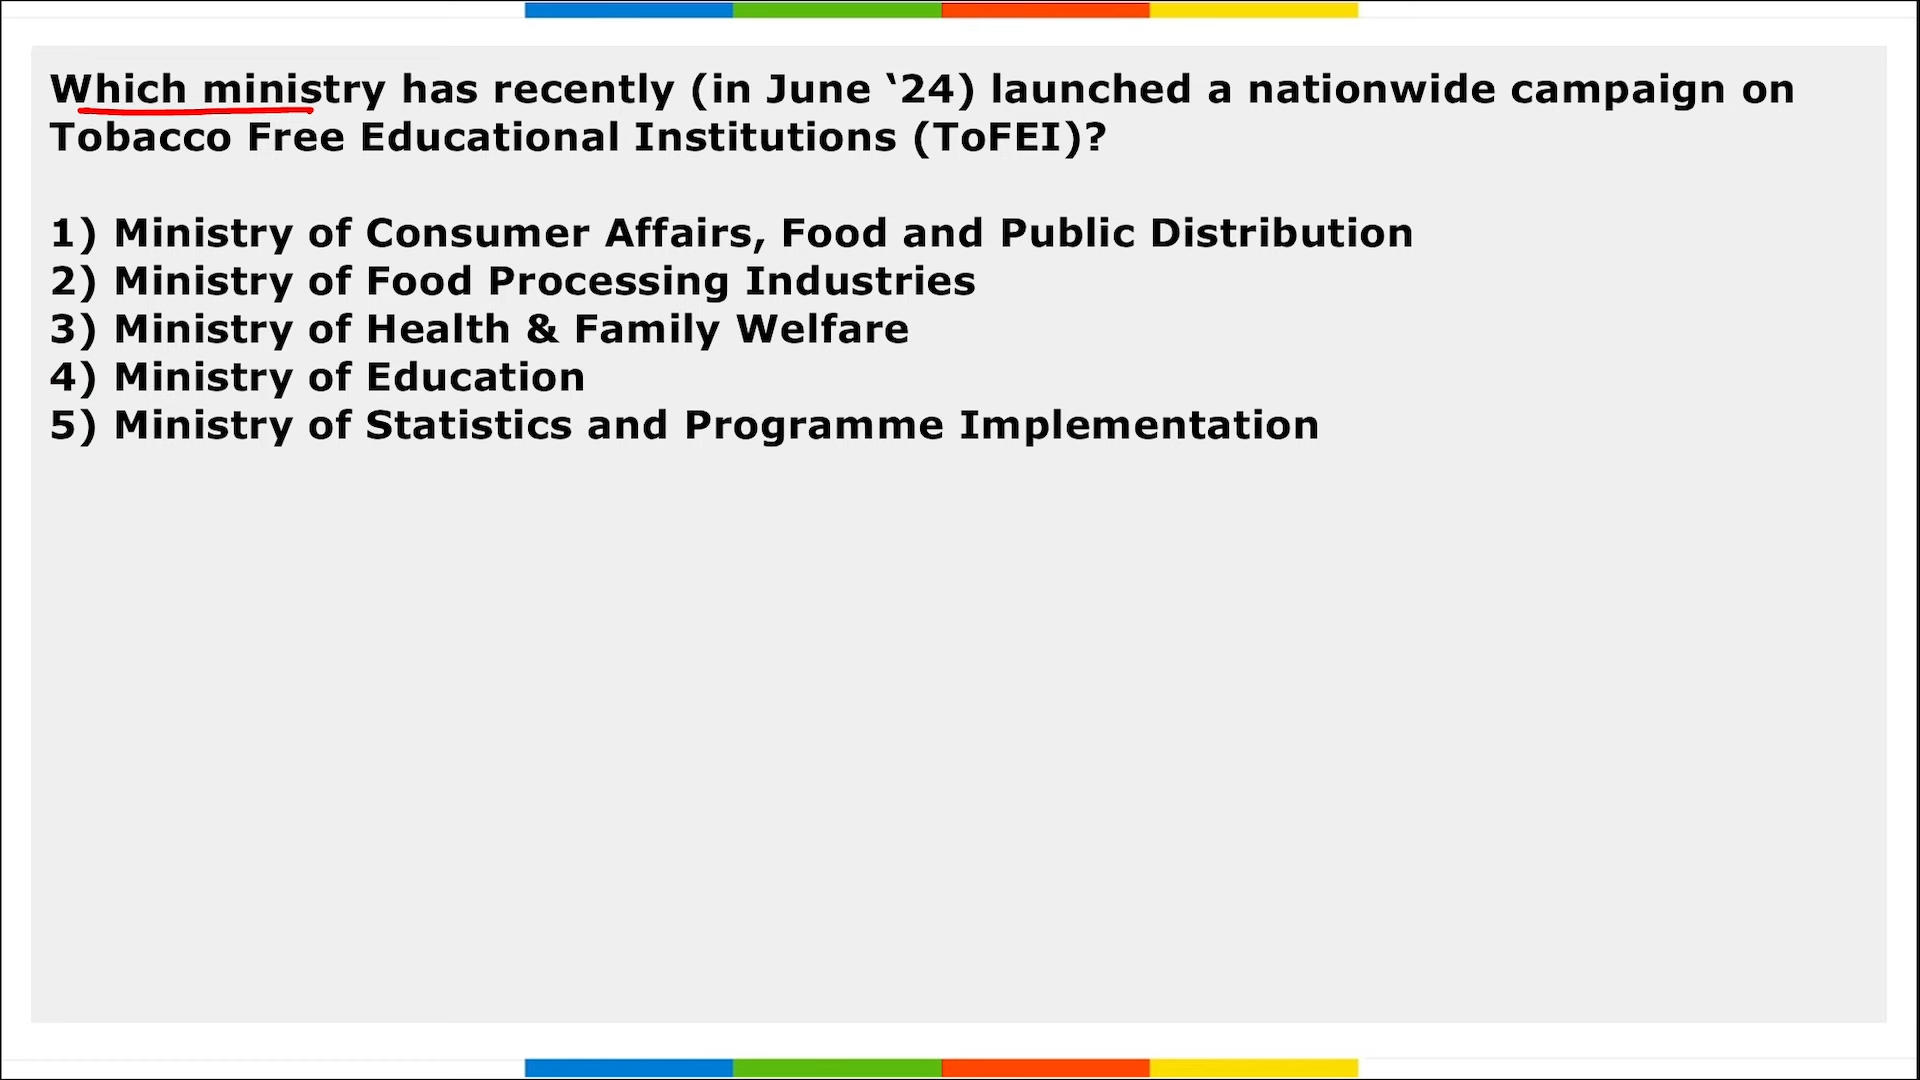 Which ministry has recently (in June ‘24) launched a nationwide campaign on
Tobacco Free Educational Institutions (ToFEI)?
1) Ministry of Consumer Affairs, Food and Public Distribution
2) Ministry of Food Processing Industries
3) Ministry of Health & Family Welfare
4) Ministry of Education
5) Ministry of Statistics and Programme Implementation